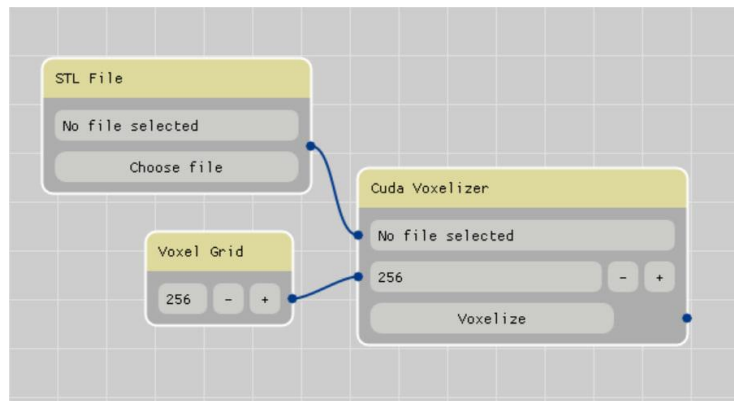 STL File
No file selected
Choose file
Voxel Grid
256 - +
Cuda Voxelizer
No file selected
256 - +
Voxelize